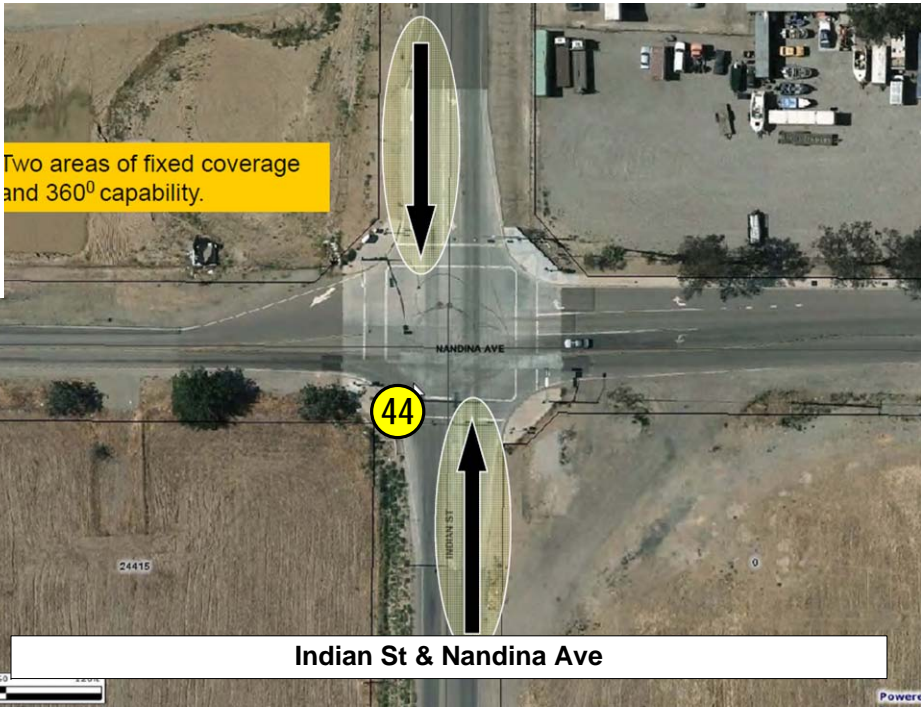 Two areas of fixed coverage
and 360⁰ capability.
NANDINA AVE
44
INDIAN ST
24415
0
Indian St & Nandina Ave
Powere